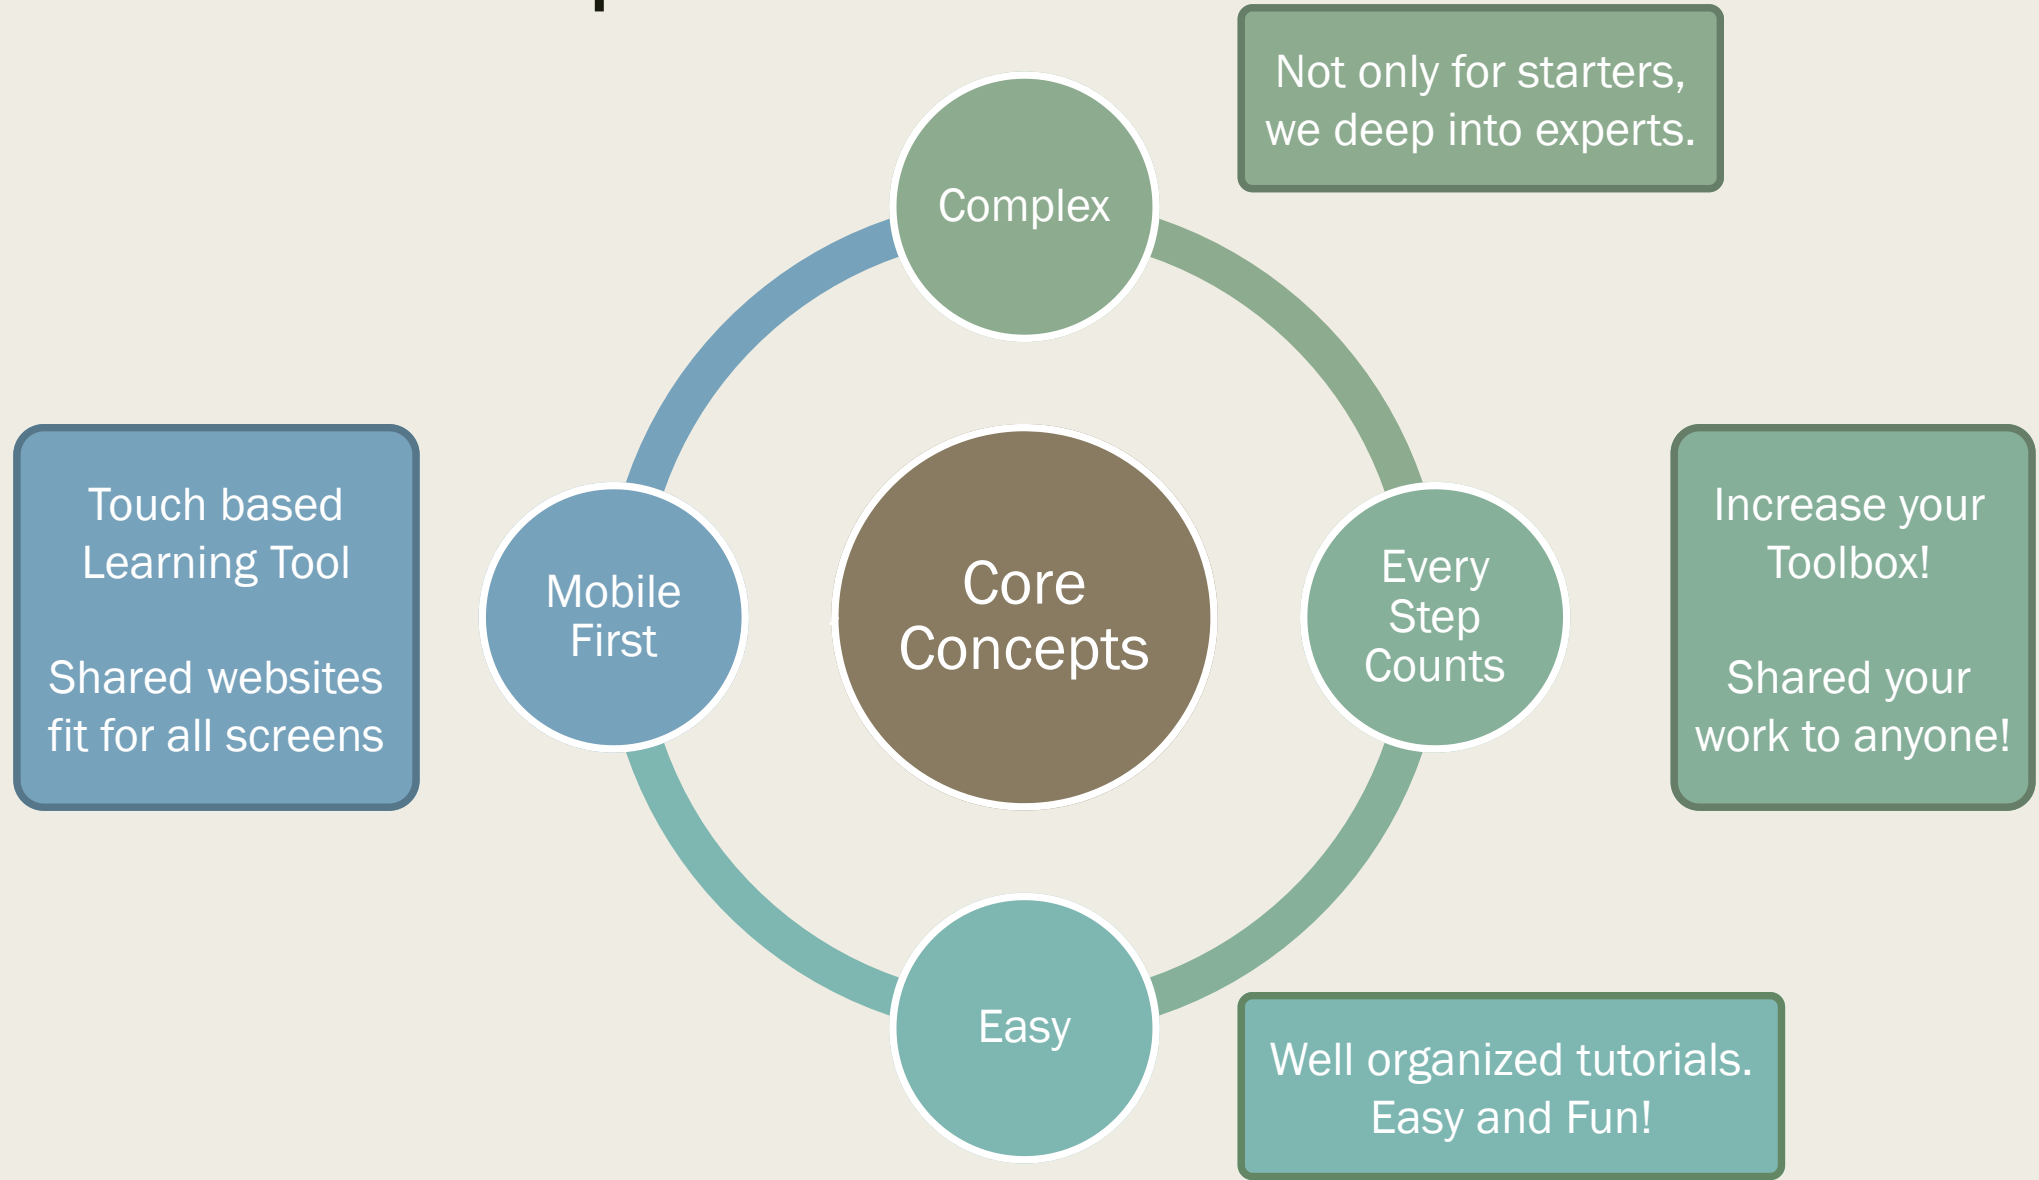 Not only for starters,
we deep into experts.
Complex
Touch based
Learning Tool
Shared websites
fit for all screens
Mobile
First
Core
Concepts
Every
Step
Counts
Increase your
Toolbox!
Shared your
work to anyone!
Easy
Well organized tutorials.
Easy and Fun!